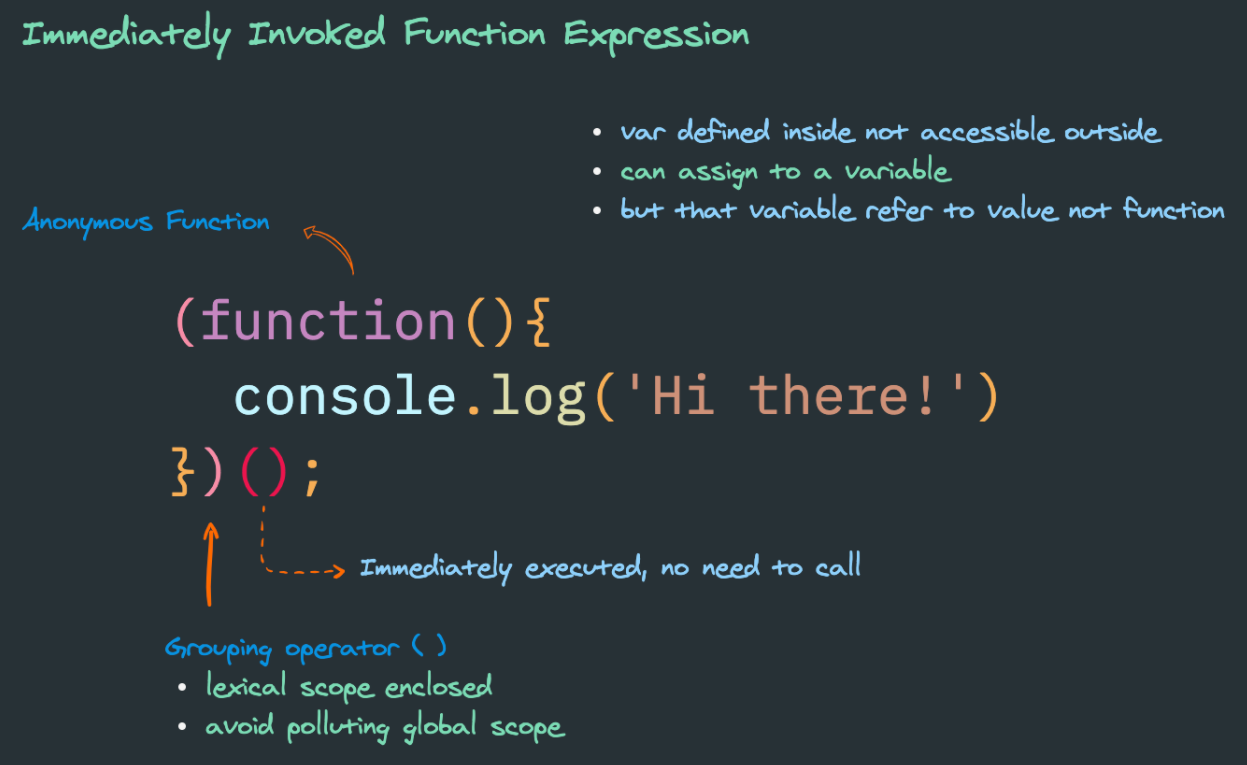 Immediately Invoked Function Expression
• var defined inside not accessible outside
• can assign to a variable
• but that variable refer to value not function
Anonymous Function
(function(){
  console.log('Hi there!')
})();
Immediately executed, no need to call
Grouping operator ( )
• lexical scope enclosed
• avoid polluting global scope